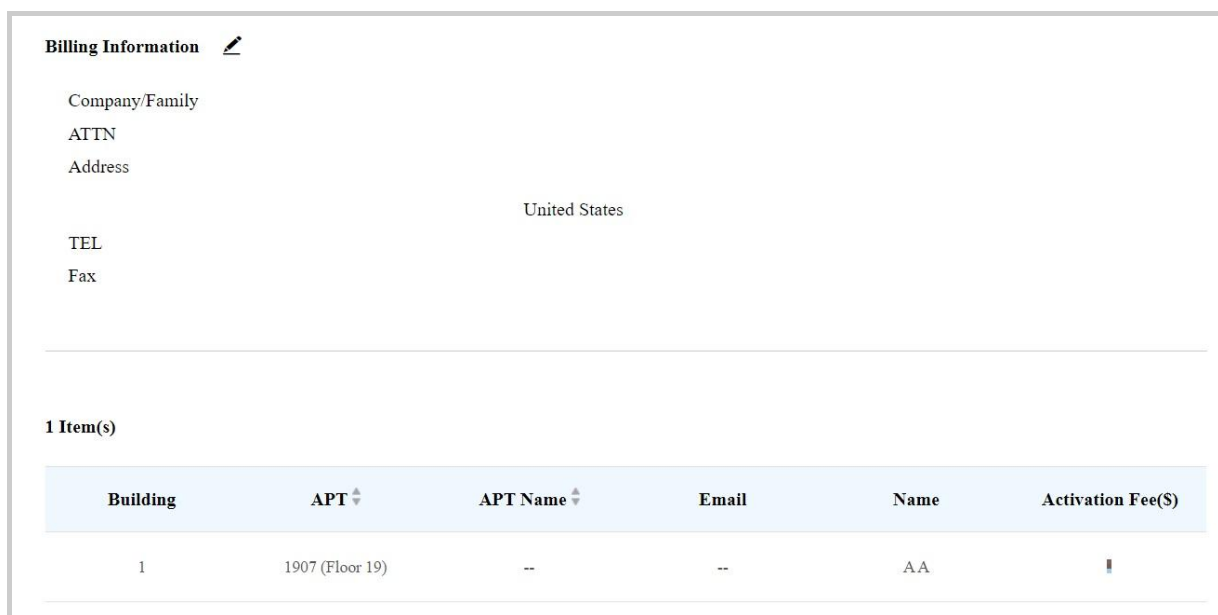 Billing Information
Company/Family
ATTN
Address
United States
TEL
Fax
1 Item(s)
Building APT APT Name Email Name Activation Fee($)
1 1907 (Floor 19) -- -- AA